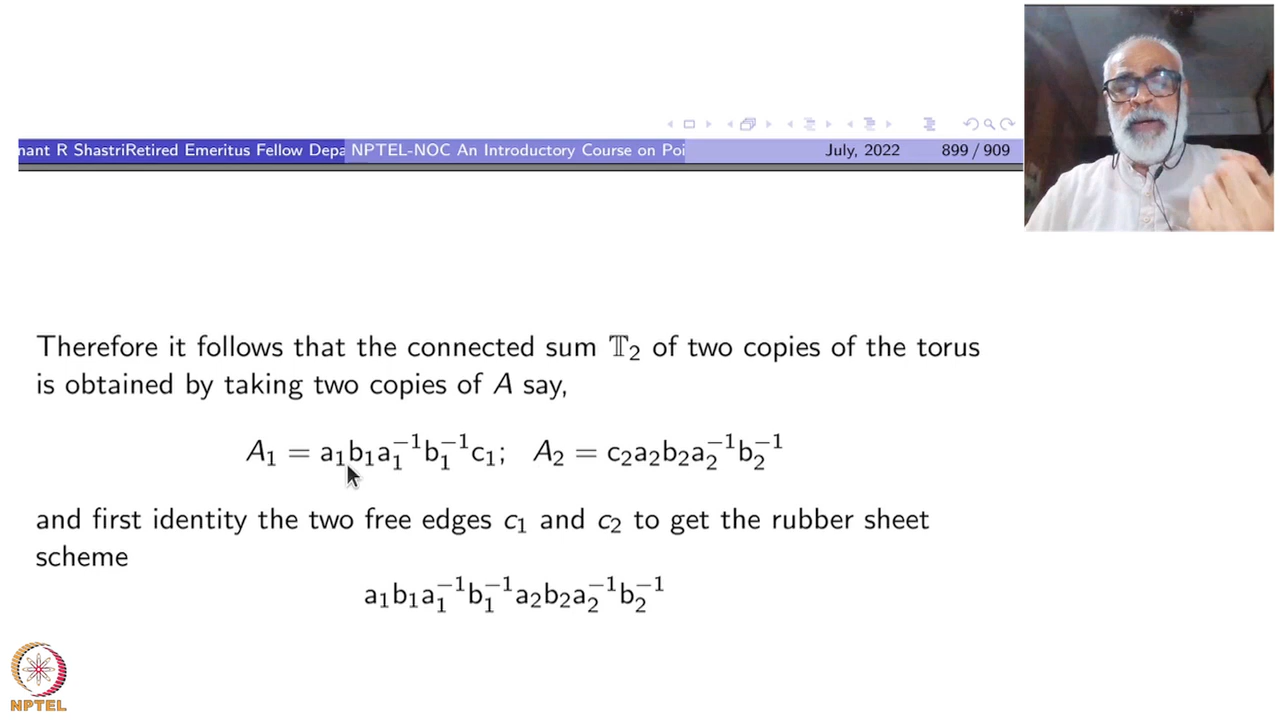 nant R ShastriRetired Emeritus Fellow Depa NPTEL-NOC An Introductory Course on Poi July, 2022 899 / 909
Therefore it follows that the connected sum 𝕋₂ of two copies of the torus
is obtained by taking two copies of A say,
A₁ = a₁b₁a₁⁻¹b₁⁻¹c₁; A₂ = c₂a₂b₂a₂⁻¹b₂⁻¹
and first identity the two free edges c₁ and c₂ to get the rubber sheet
scheme
a₁b₁a₁⁻¹b₁⁻¹a₂b₂a₂⁻¹b₂⁻¹
NPTEL